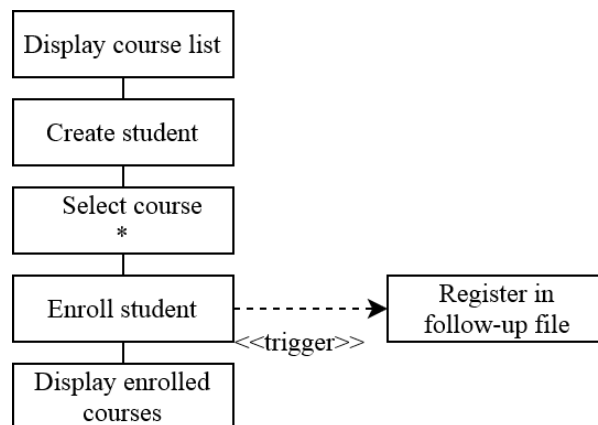 Display course list
Create student
Select course
*
Enroll student
<<trigger>>
Register in
follow-up file
Display enrolled
courses